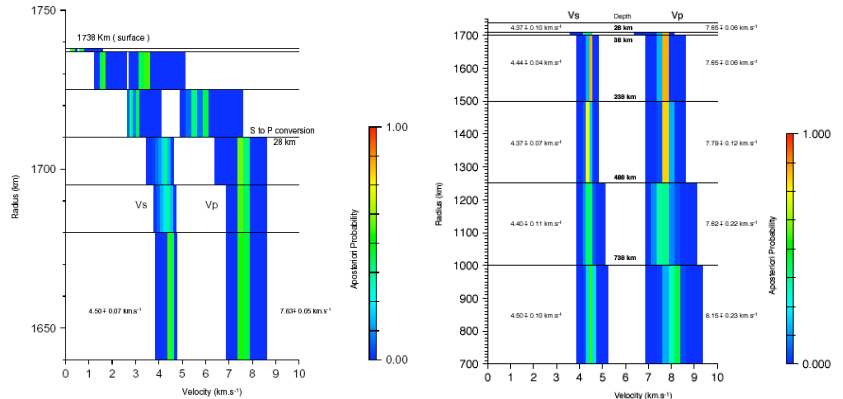 1750
1738 Km ( surface )
S to P conversion
28 km
1700
Radius (km)
Vs
Vp
4.50∓ 0.07 km.s⁻¹
7.63∓ 0.05 km.s⁻¹
1650
0 1 2 3 4 5 6 7 8 9 10
Velocity (km.s⁻¹)
1.00
Aposteriori Probability
0.00
Vs
Depth
Vp
4.37∓ 0.10 km.s⁻¹
28 km
7.65∓ 0.06 km.s⁻¹
38 km
4.44∓ 0.04 km.s⁻¹
7.65∓ 0.06 km.s⁻¹
238 km
4.37∓ 0.07 km.s⁻¹
7.79∓ 0.12 km.s⁻¹
488 km
4.40∓ 0.11 km.s⁻¹
7.62∓ 0.22 km.s⁻¹
738 km
4.50∓ 0.10 km.s⁻¹
8.15∓ 0.23 km.s⁻¹
1700
1600
1500
1400
1300
1200
1100
1000
900
800
700
Radius (km)
0 1 2 3 4 5 6 7 8 9 10
Velocity (km.s⁻¹)
1.000
Aposteriori Probability
0.000